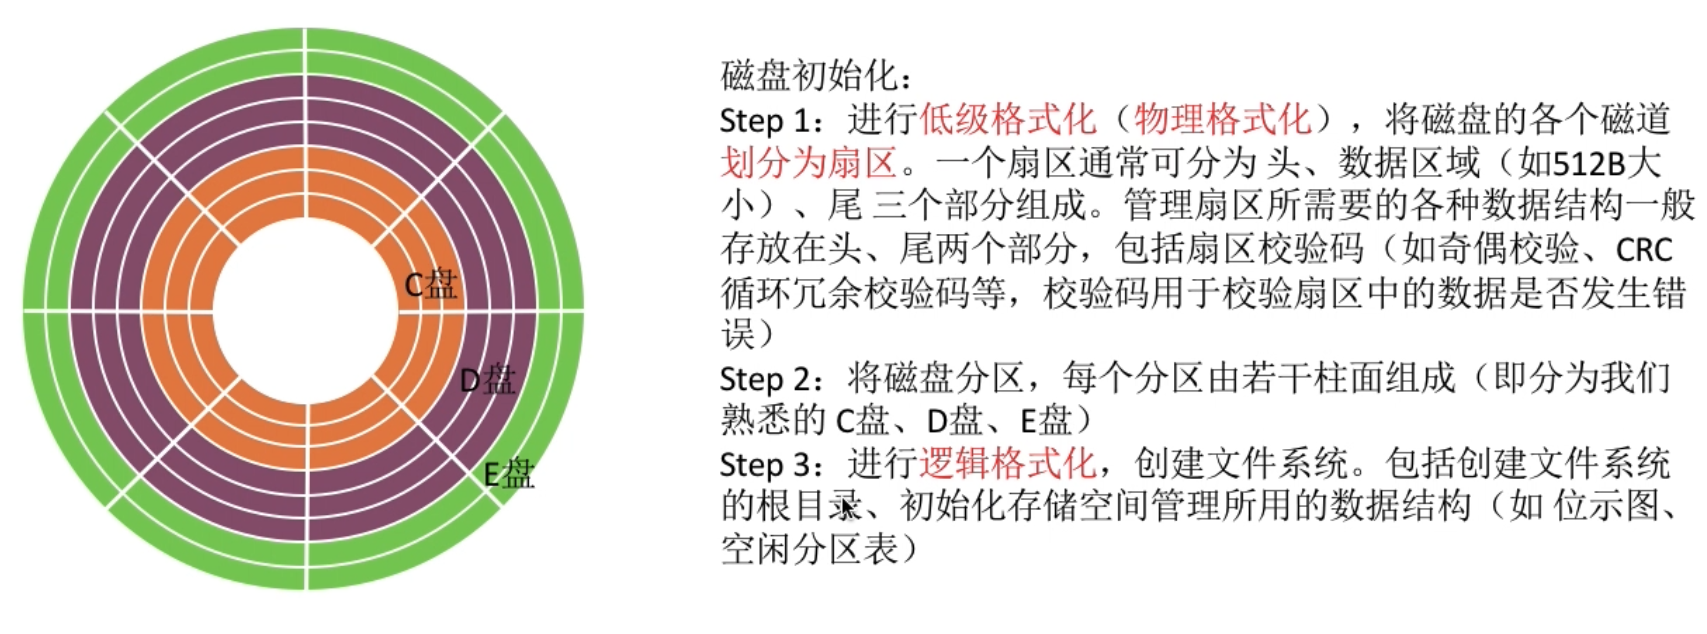 磁盘初始化：
Step 1：进行低级格式化（物理格式化），将磁盘的各个磁道
划分为扇区。一个扇区通常可分为 头、数据区域（如512B大
小）、尾 三个部分组成。管理扇区所需要的各种数据结构一般
存放在头、尾两个部分，包括扇区校验码（如奇偶校验、CRC
循环冗余校验码等，校验码用于校验扇区中的数据是否发生错
误）
Step 2：将磁盘分区，每个分区由若干柱面组成（即分为我们
熟悉的 C盘、D盘、E盘）
Step 3：进行逻辑格式化，创建文件系统。包括创建文件系统
的根目录、初始化存储空间管理所用的数据结构（如 位示图、
空闲分区表）
C盘
D盘
E盘